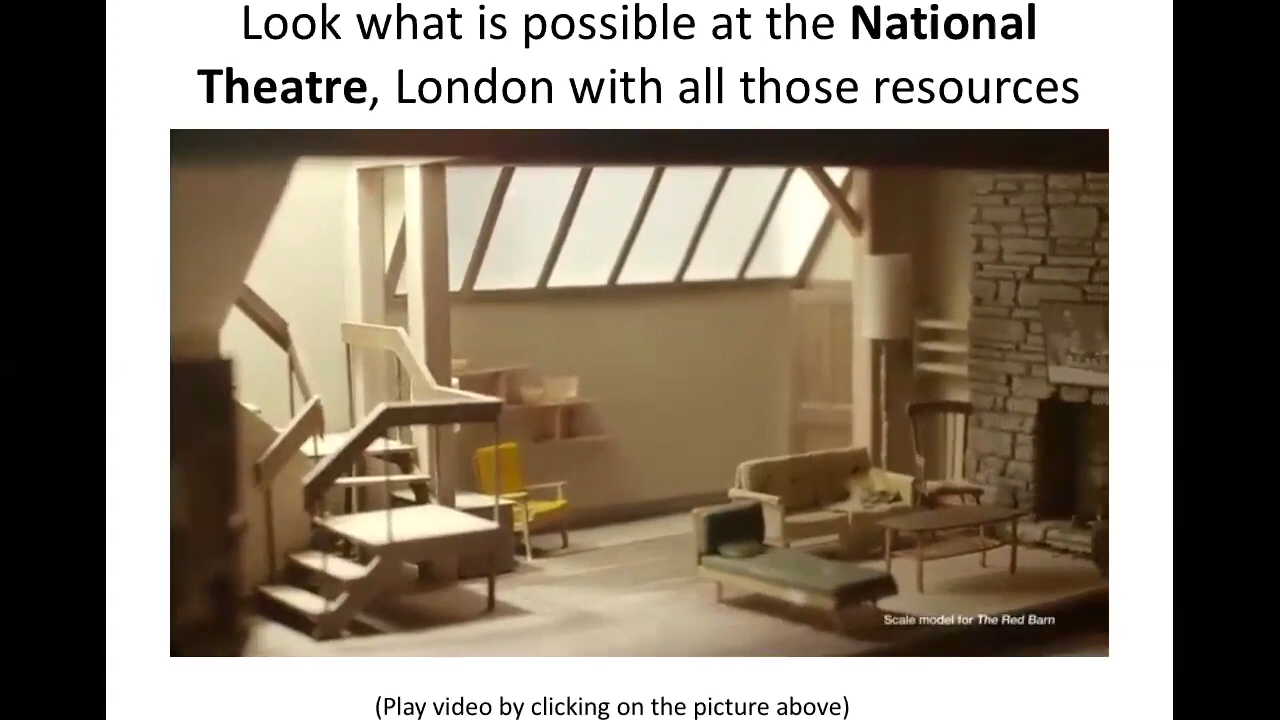 Look what is possible at the National
Theatre, London with all those resources
Scale model for The Red Barn
(Play video by clicking on the picture above)